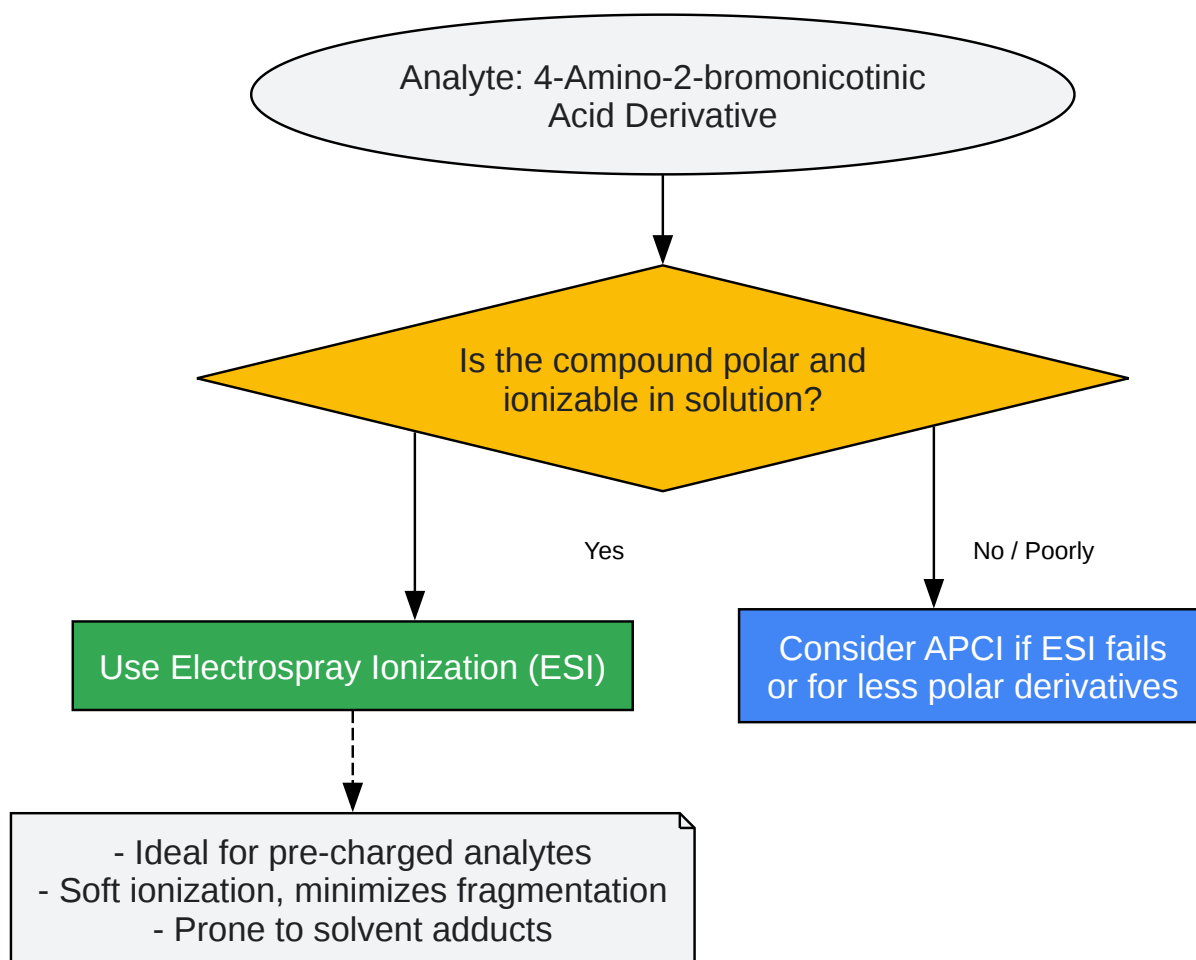 Analyte: 4-Amino-2-bromonicotinic
Acid Derivative
Is the compound polar and
ionizable in solution?
Yes
No / Poorly
Use Electrospray Ionization (ESI)
Consider APCI if ESI fails
or for less polar derivatives
- Ideal for pre-charged analytes
- Soft ionization, minimizes fragmentation
- Prone to solvent adducts